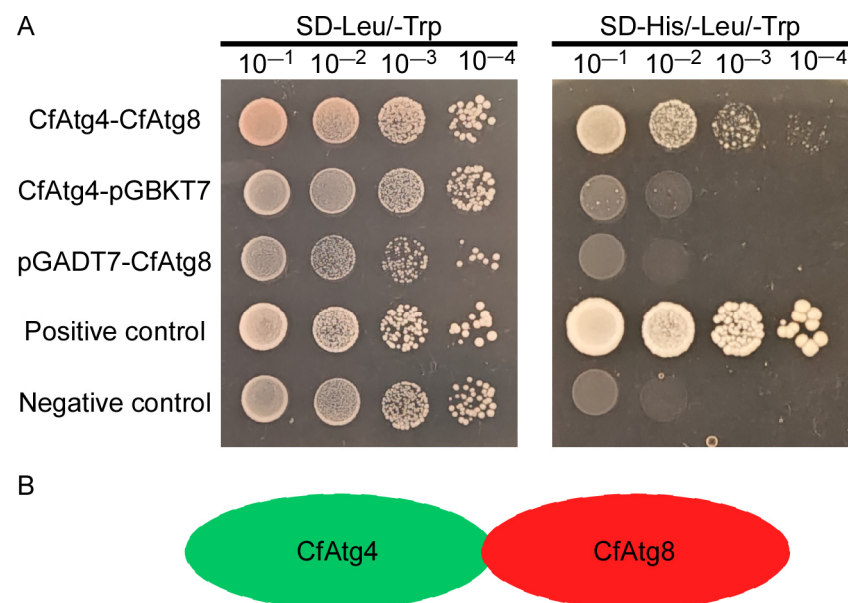 A
SD-Leu/-Trp
SD-His/-Leu/-Trp
10⁻¹ 10⁻² 10⁻³ 10⁻⁴
10⁻¹ 10⁻² 10⁻³ 10⁻⁴
CfAtg4-CfAtg8
CfAtg4-pGBKT7
pGADT7-CfAtg8
Positive control
Negative control
B
CfAtg4
CfAtg8